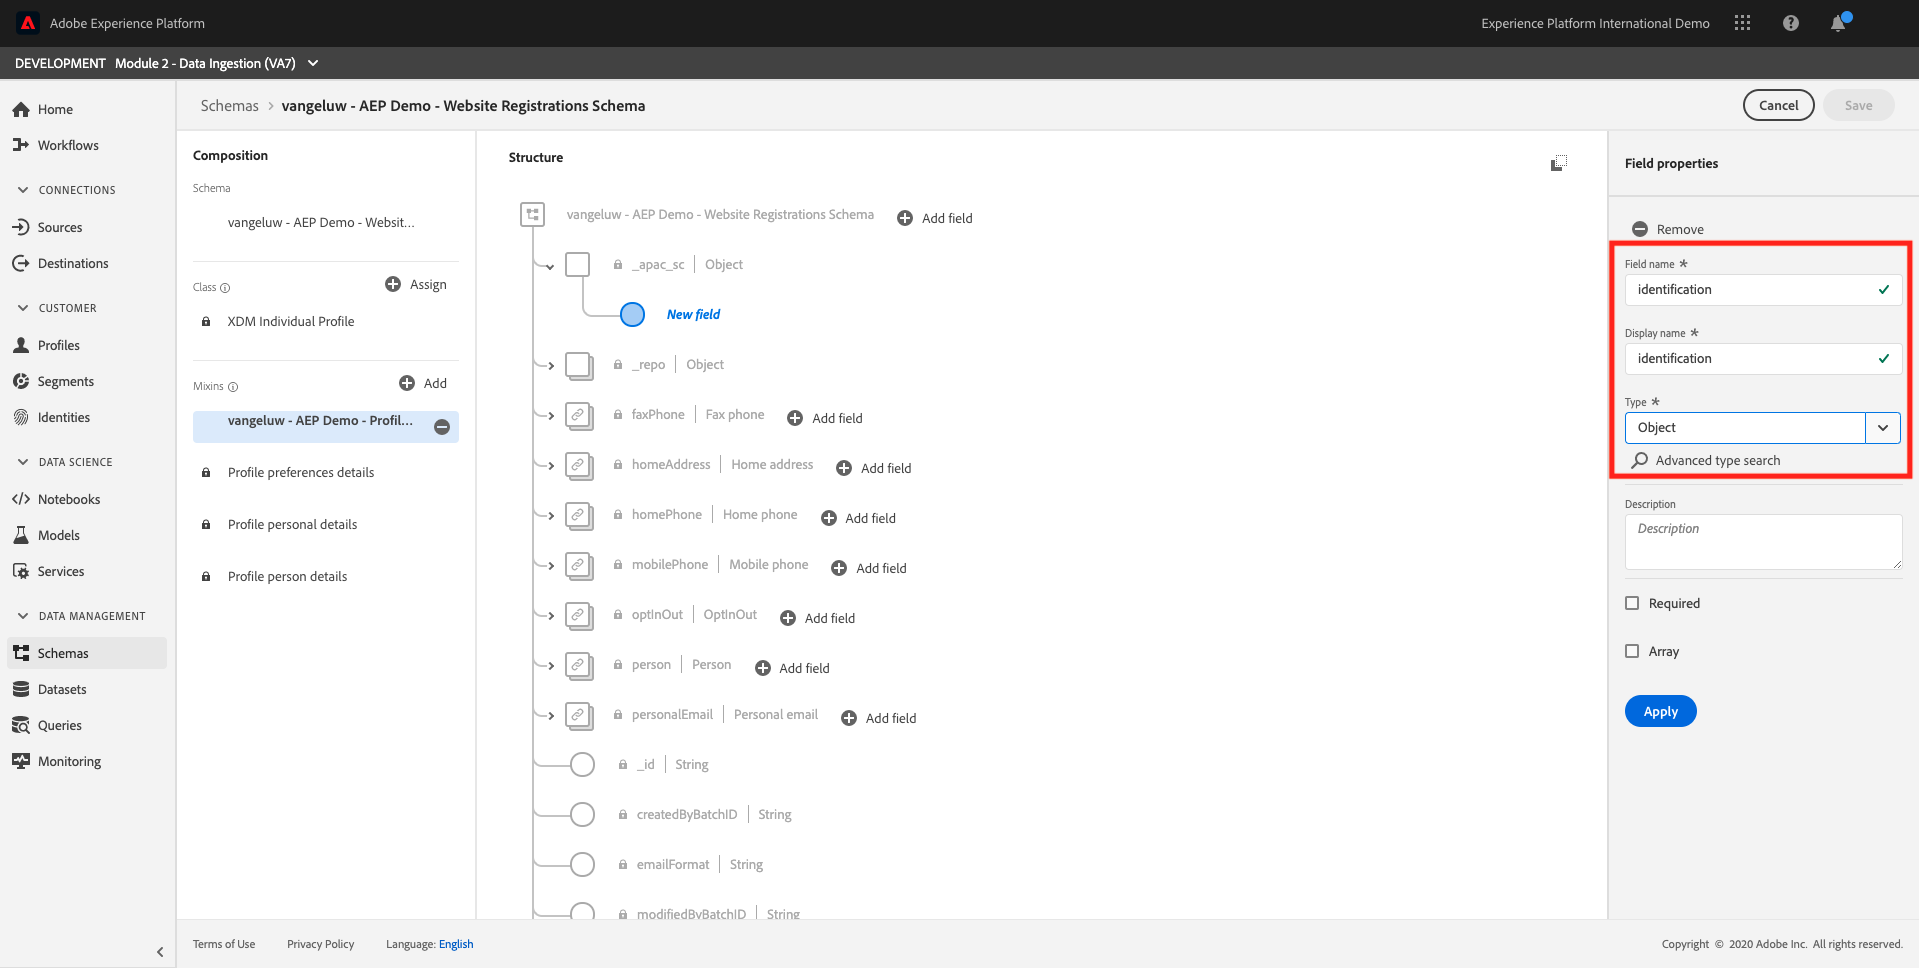 Adobe Experience Platform
Experience Platform International Demo
DEVELOPMENT Module 2 - Data Ingestion (VA7)
Home
Workflows
CONNECTIONS
Sources
Destinations
CUSTOMER
Profiles
Segments
Identities
DATA SCIENCE
Notebooks
Models
Services
DATA MANAGEMENT
Schemas
Datasets
Queries
Monitoring
Schemas > vangeluw - AEP Demo - Website Registrations Schema
Cancel
Save
Composition
Schema
vangeluw - AEP Demo - Websit...
Class
Assign
XDM Individual Profile
Mixins
Add
vangeluw - AEP Demo - Profil...
Profile preferences details
Profile personal details
Profile person details
Structure
vangeluw - AEP Demo - Website Registrations Schema Add field
_apac_sc | Object
New field
_repo | Object
faxPhone | Fax phone Add field
homeAddress | Home address Add field
homePhone | Home phone Add field
mobilePhone | Mobile phone Add field
optInOut | OptInOut Add field
person | Person Add field
personalEmail | Personal email Add field
_id | String
createdByBatchID | String
emailFormat | String
modifiedByBatchID | String
Field properties
Remove
Field name *
identification
Display name *
identification
Type *
Object
Advanced type search
Description
Description
Required
Array
Apply
Terms of Use Privacy Policy Language: English
Copyright © 2020 Adobe Inc. All rights reserved.